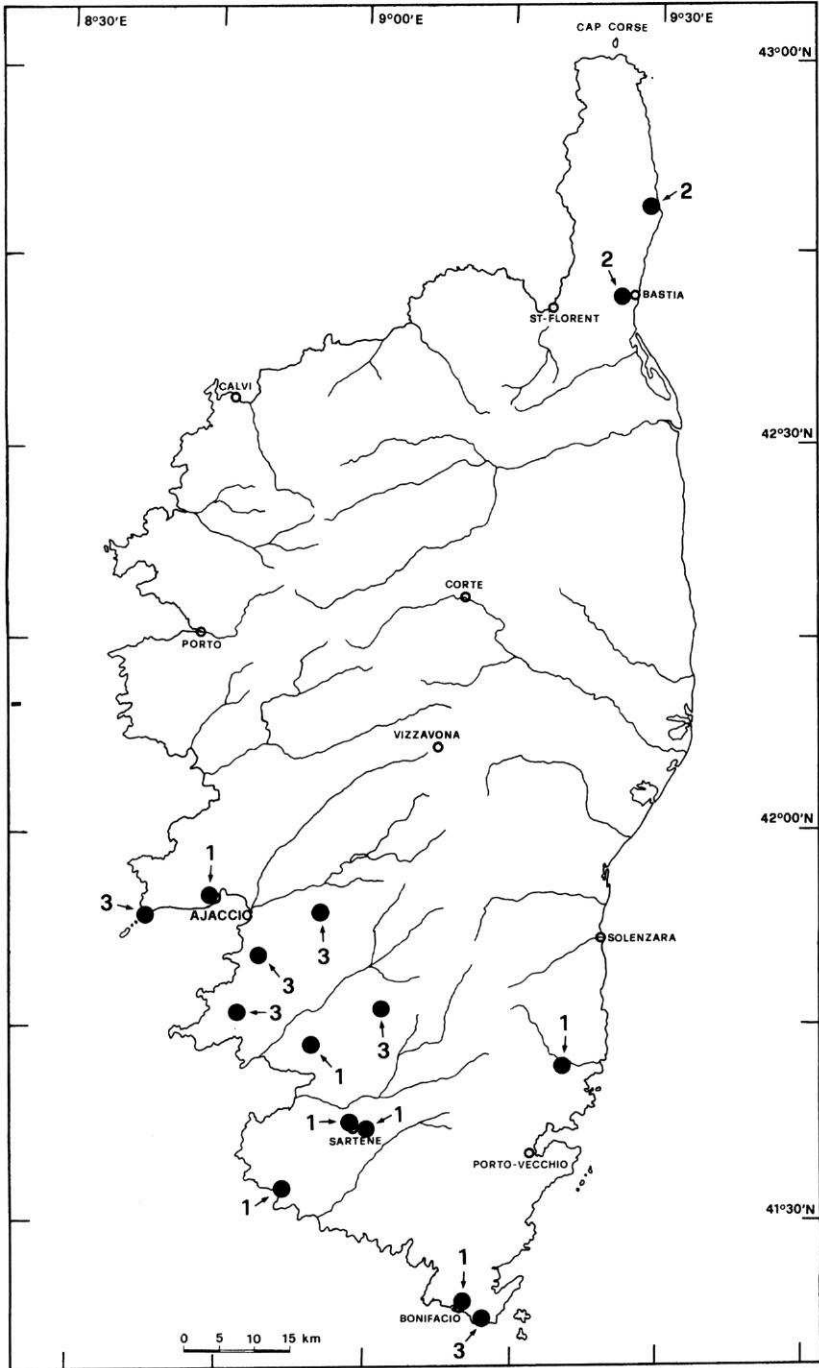 8°30'E
9°00'E
9°30'E
CAP CORSE
43°00'N
2
2
BASTIA
ST-FLORENT
CALVI
42°30'N
CORTE
PORTO
VIZZAVONA
42°00'N
1
3
AJACCIO
3
3
SOLENZARA
3
3
1
1
1
1
SARTENE
PORTO-VECCHIO
1
41°30'N
1
BONIFACIO
3
0 5 10 15 km